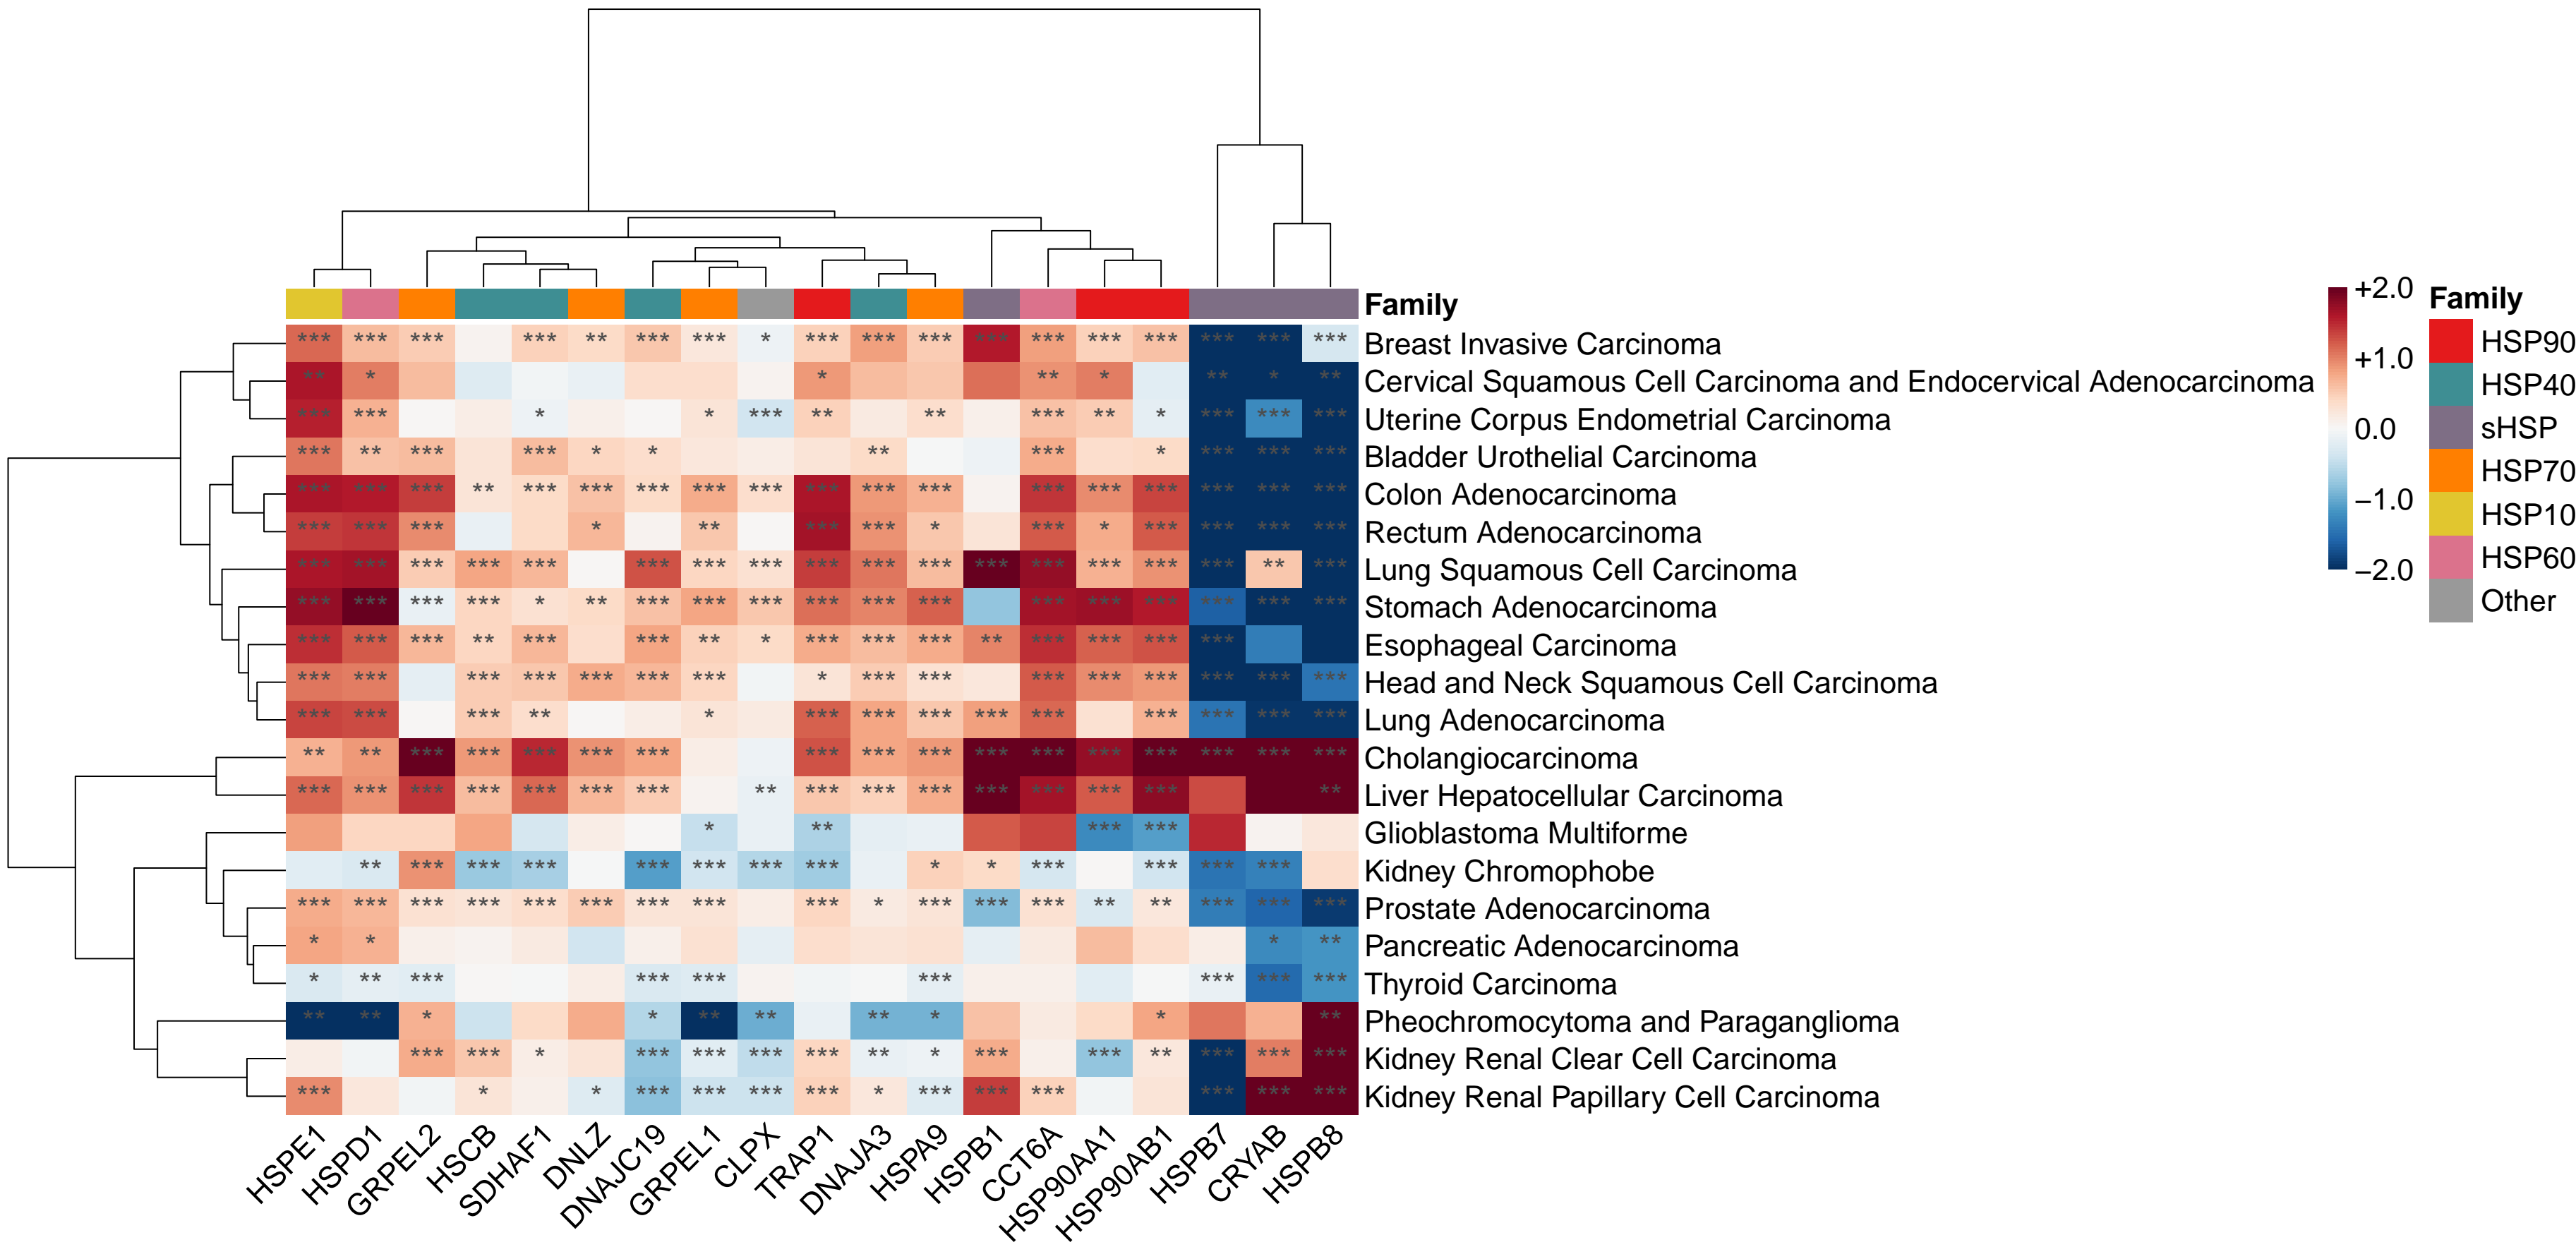 Family
*** *** *** *** ** *** *** * *** *** *** *** *** *** *** *** *** *** Breast Invasive Carcinoma
** * * ** * ** * ** Cervical Squamous Cell Carcinoma and Endocervical Adenocarcinoma
*** *** * * *** ** ** *** ** * *** *** *** Uterine Corpus Endometrial Carcinoma
*** ** *** *** * * ** *** * *** *** *** Bladder Urothelial Carcinoma
*** *** *** ** *** *** *** *** *** *** *** *** *** *** *** *** *** *** Colon Adenocarcinoma
*** *** *** * ** *** *** * *** * *** *** *** *** Rectum Adenocarcinoma
*** *** *** *** *** *** *** *** *** *** *** *** *** *** *** *** ** *** Lung Squamous Cell Carcinoma
*** *** *** *** * ** *** *** *** *** *** *** *** *** *** *** *** *** Stomach Adenocarcinoma
*** *** *** ** *** *** ** * *** *** *** ** *** *** *** *** Esophageal Carcinoma
*** *** *** *** *** *** *** * *** *** *** *** *** *** *** *** Head and Neck Squamous Cell Carcinoma
*** *** *** ** * *** *** *** *** *** *** *** *** *** Lung Adenocarcinoma
** ** *** *** *** *** *** *** *** *** *** *** *** *** *** *** *** Cholangiocarcinoma
*** *** *** *** *** *** *** ** *** *** *** *** *** *** *** ** Liver Hepatocellular Carcinoma
* ** *** *** Glioblastoma Multiforme
** *** *** *** *** *** *** *** * * *** *** *** *** Kidney Chromophobe
*** *** *** *** *** *** *** *** *** * *** *** *** ** ** *** *** *** Prostate Adenocarcinoma
* * * ** Pancreatic Adenocarcinoma
* ** *** *** *** *** *** *** *** Thyroid Carcinoma
** ** * * ** ** ** * * ** Pheochromocytoma and Paraganglioma
*** *** * *** *** *** *** ** * *** *** ** *** *** *** Kidney Renal Clear Cell Carcinoma
*** * * *** *** *** *** * *** *** *** *** *** *** Kidney Renal Papillary Cell Carcinoma
HSPE1
HSPD1
GRPEL2
HSCB
SDHAF1
DNLZ
DNAJC19
GRPEL1
CLPX
TRAP1
DNAJA3
HSPA9
HSPB1
CCT6A
HSP90AA1
HSP90AB1
HSPB7
CRYAB
HSPB8
+2.0
+1.0
0.0
−1.0
−2.0
Family
HSP90
HSP40
sHSP
HSP70
HSP10
HSP60
Other